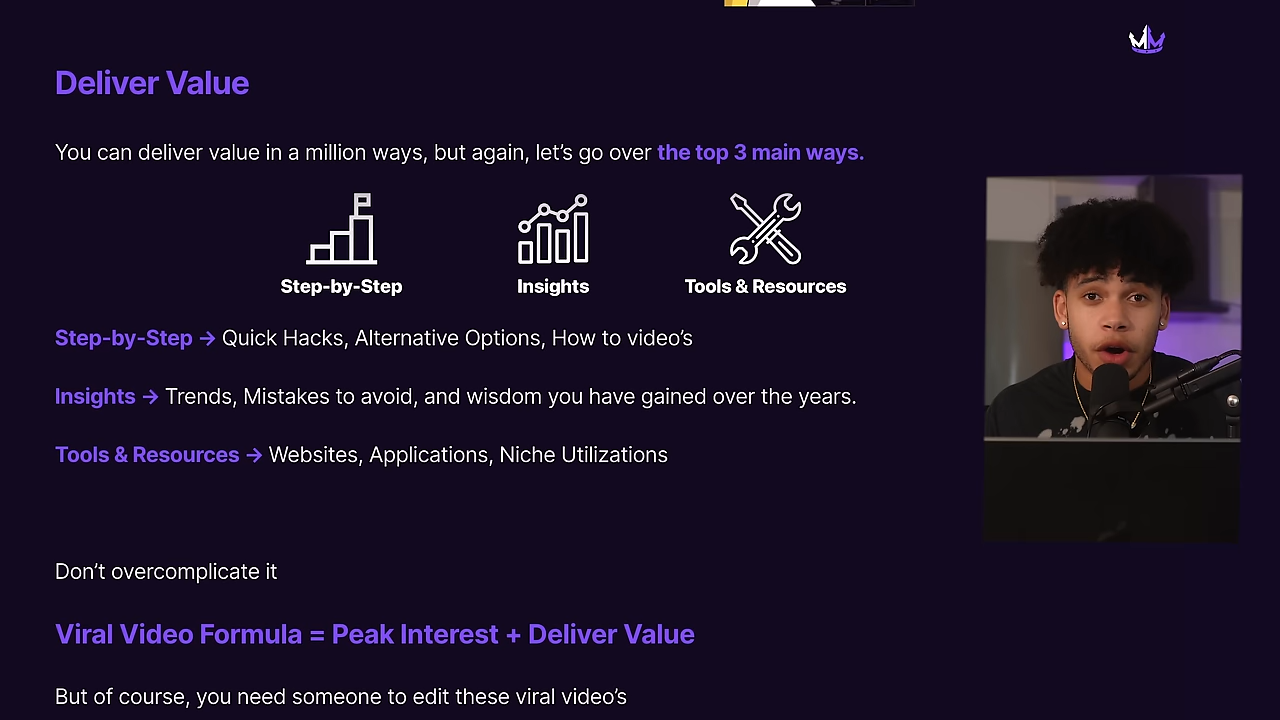 Deliver Value
You can deliver value in a million ways, but again, let's go over the top 3 main ways.
Step-by-Step
Insights
Tools & Resources
Step-by-Step → Quick Hacks, Alternative Options, How to video's
Insights → Trends, Mistakes to avoid, and wisdom you have gained over the years.
Tools & Resources → Websites, Applications, Niche Utilizations
Don't overcomplicate it
Viral Video Formula = Peak Interest + Deliver Value
But of course, you need someone to edit these viral video's